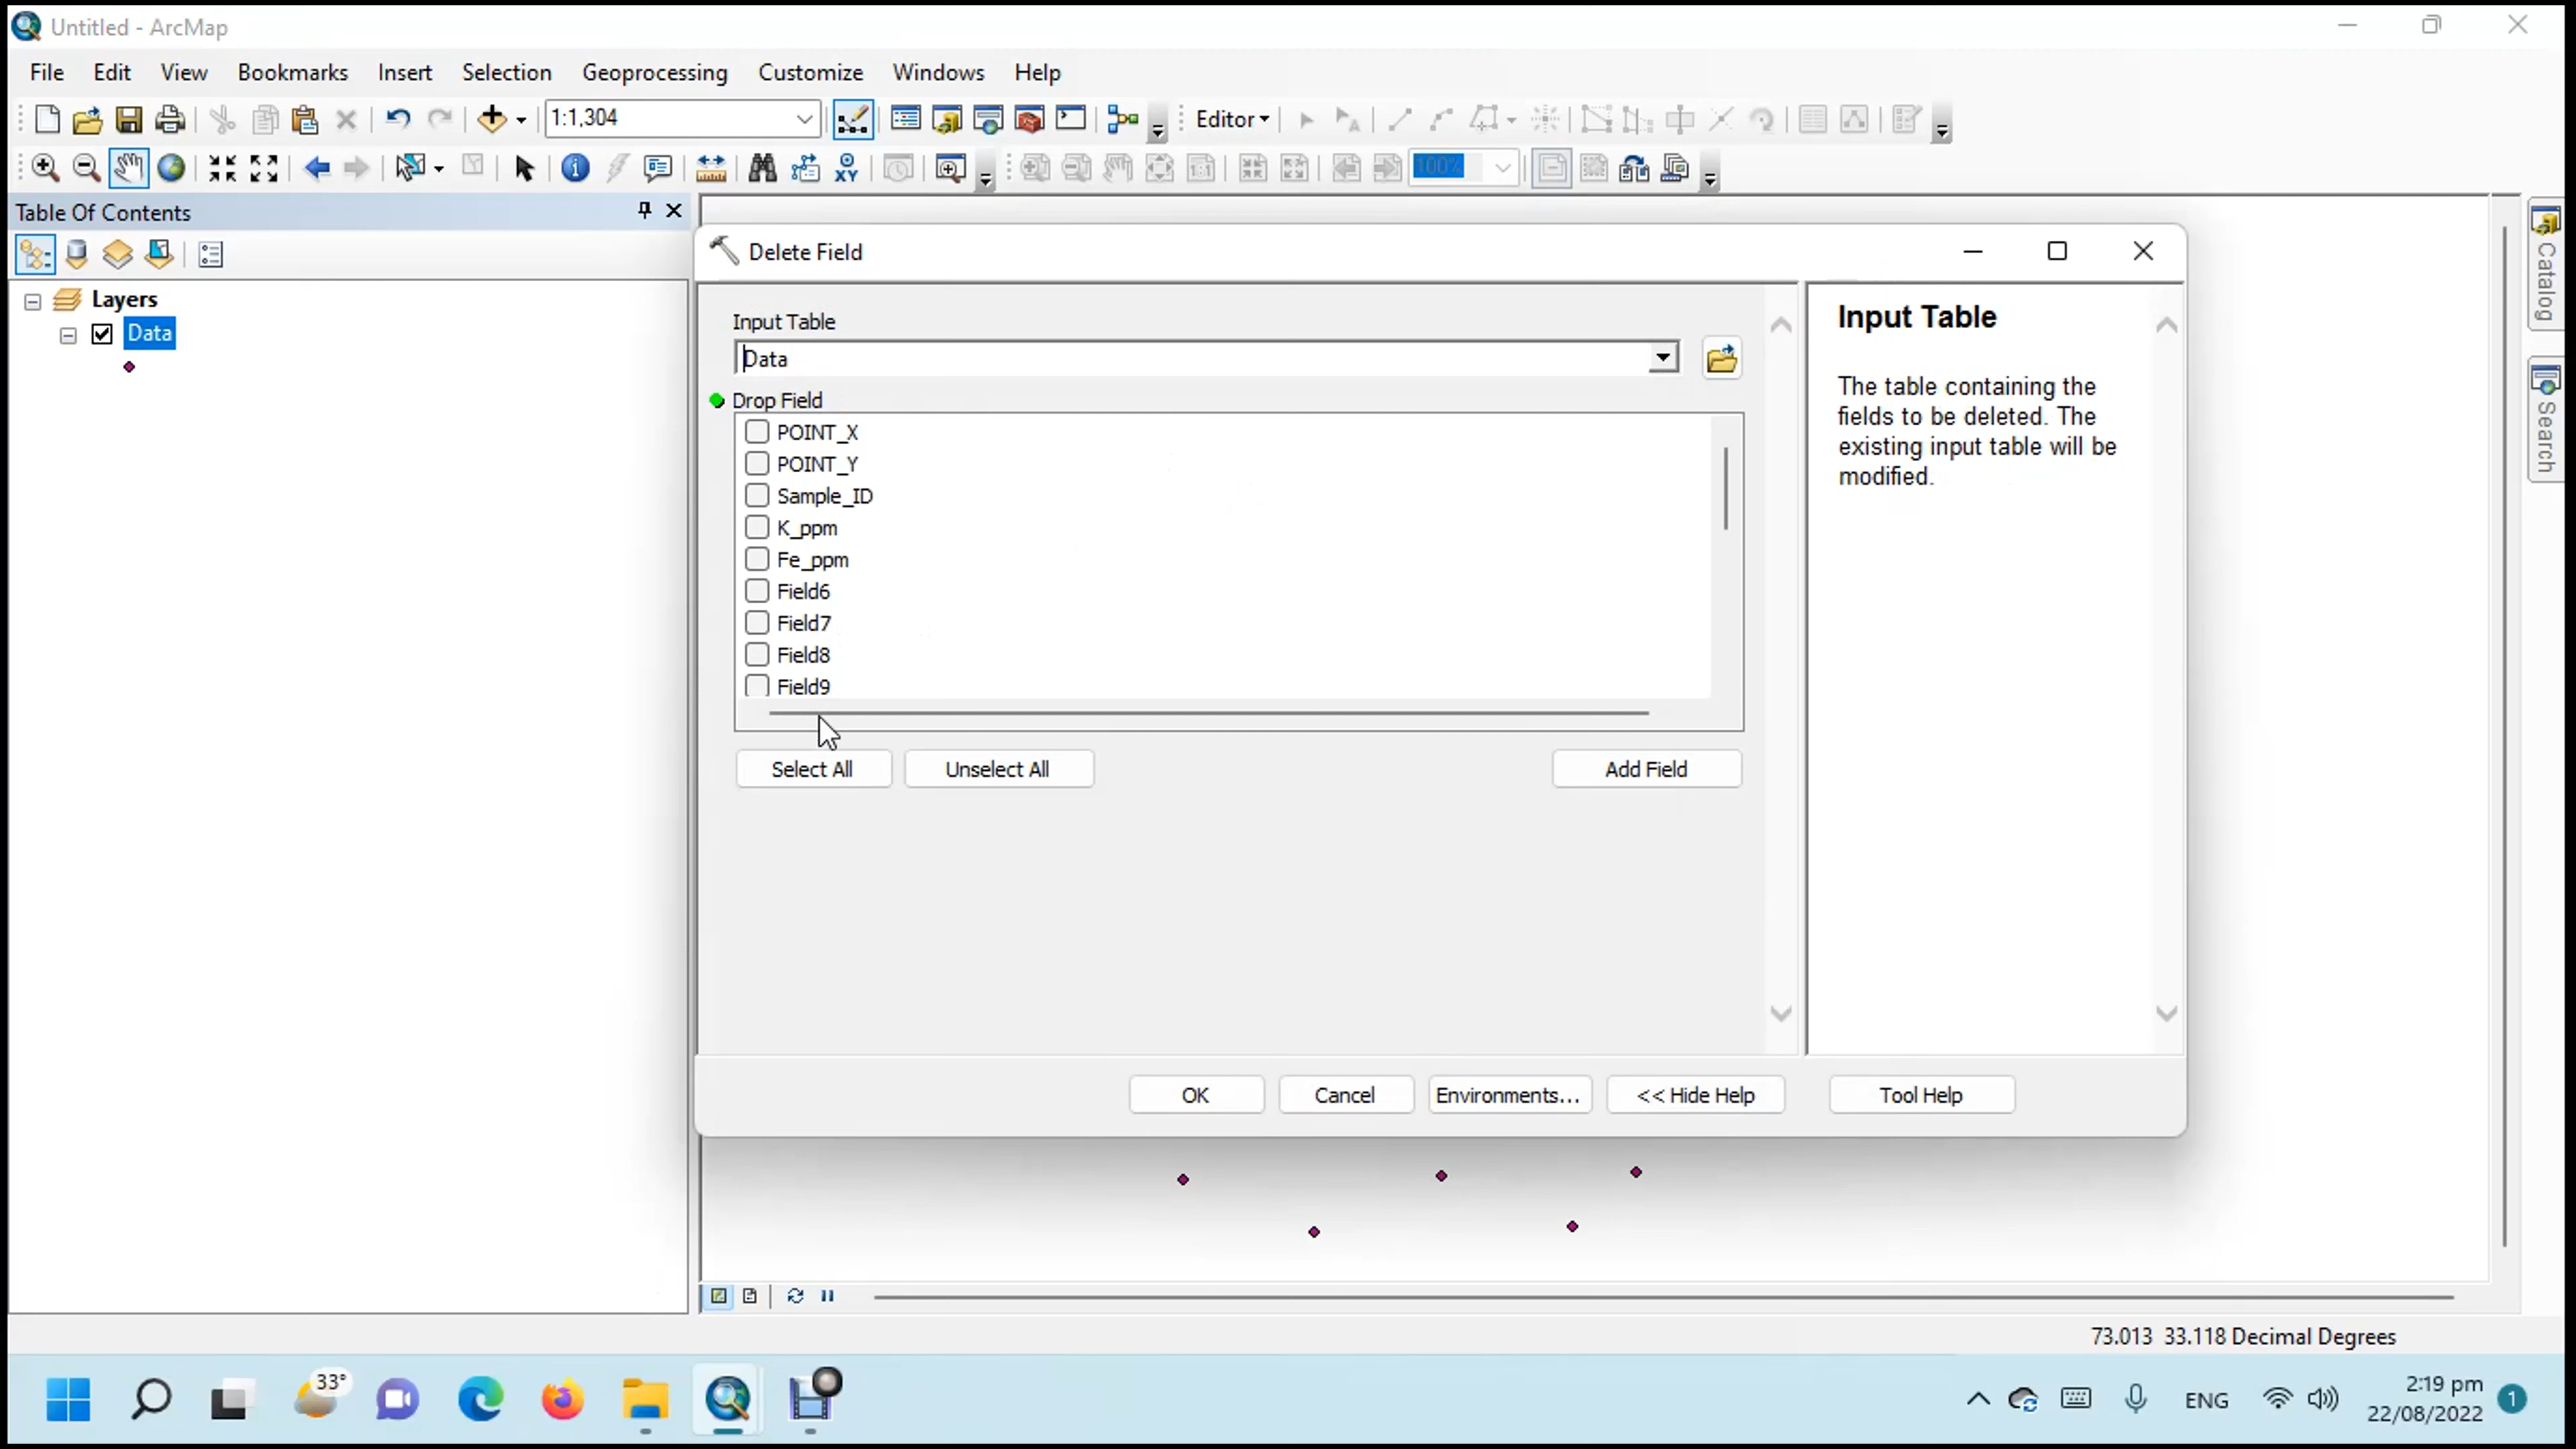 Untitled - ArcMap
File Edit View Bookmarks Insert Selection Geoprocessing Customize Windows Help
1:1,304
Editor
100%
Table Of Contents
Layers
Data
Delete Field
Input Table
Data
Drop Field
POINT_X
POINT_Y
Sample_ID
K_ppm
Fe_ppm
Field6
Field7
Field8
Field9
Select All Unselect All Add Field
Input Table
The table containing the
fields to be deleted. The
existing input table will be
modified.
OK Cancel Environments... << Hide Help Tool Help
Catalog
Search
73.013 33.118 Decimal Degrees
33°
ENG
2:19 pm
22/08/2022
1